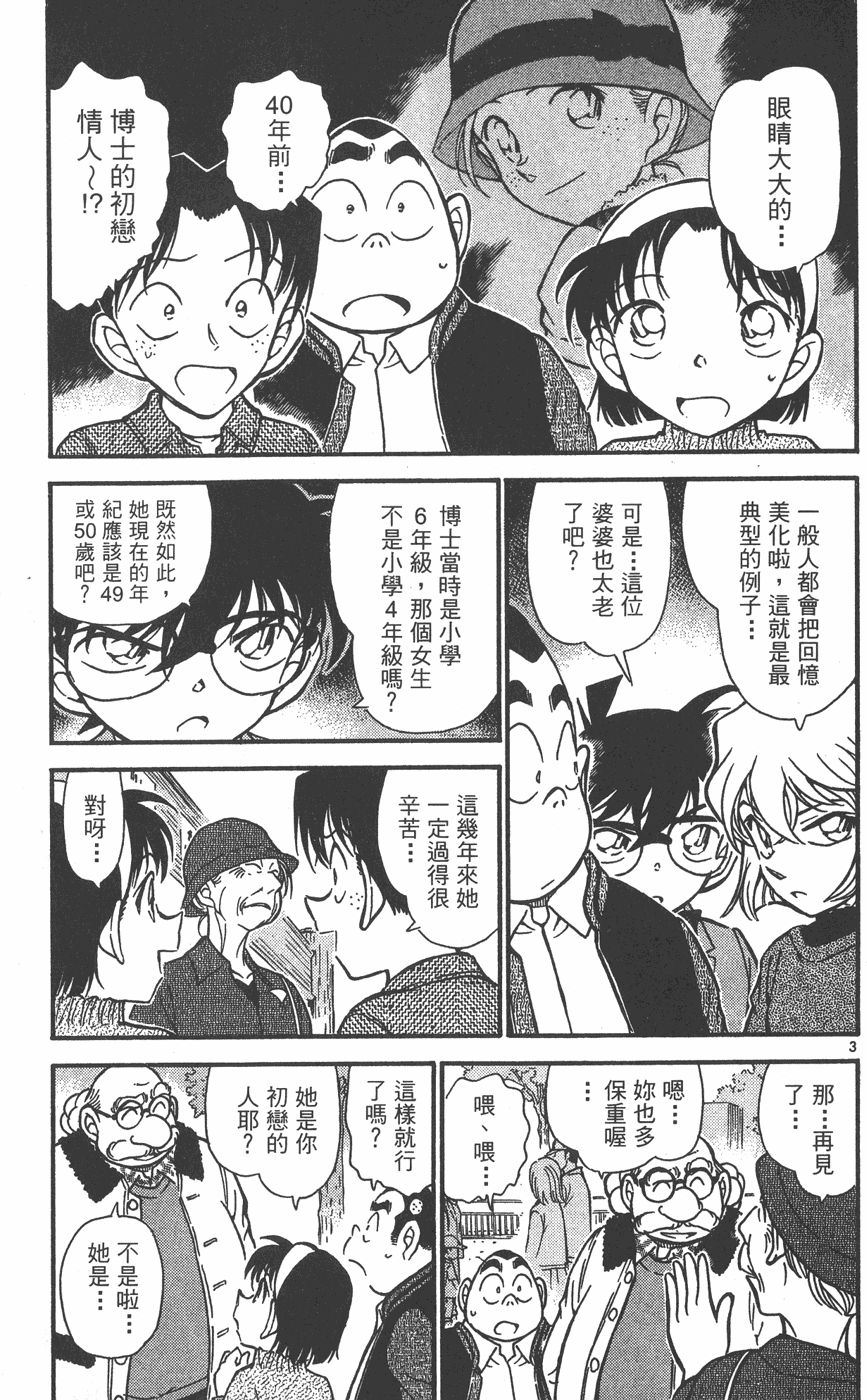 眼睛大大的…
40年前…
博士的初戀
情人～!?
一般人都會把回憶
美化啦，這就是最
典型的例子…
可是…這位
婆婆也太老
了吧？
博士當時是小學
6年級，那個女生
不是小學4年級嗎？
既然如此，
她現在的年
紀應該是49
或50歲吧？
這幾年來她
一定過得很
辛苦…
對呀…
3
那…再見
了…
嗯…
妳也多
保重喔
…
喂、喂…
這樣就行
了嗎？
她是你
初戀的
人耶？
不是啦…
她是…